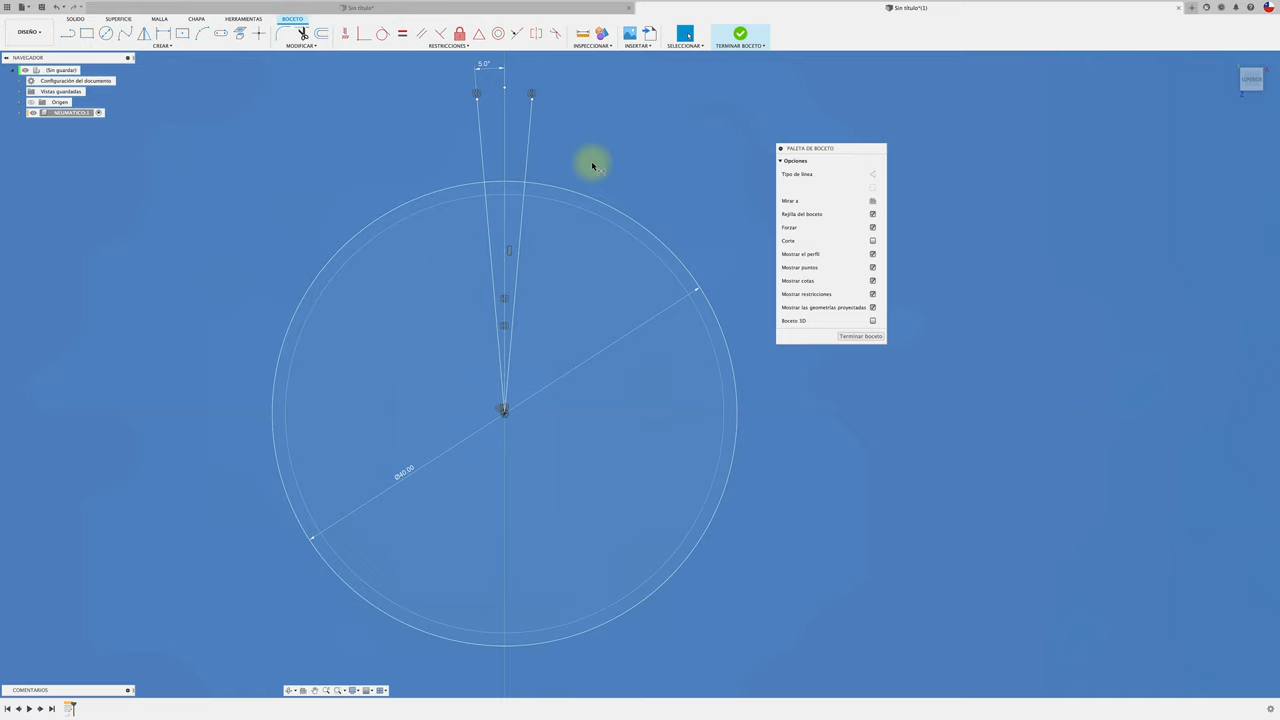 Sin título*
Sin título*(1)
SÓLIDO
SUPERFICIE
MALLA
CHAPA
HERRAMIENTAS
BOCETO
DISEÑO
CREAR
MODIFICAR
RESTRICCIONES
INSPECCIONAR
INSERTAR
SELECCIONAR
TERMINAR BOCETO
NAVEGADOR
(Sin guardar)
Configuración del documento
Vistas guardadas
Origen
NEUMATICO:1
5.0°
SUPERIOR
Z
PALETA DE BOCETO
Opciones
Tipo de línea
Mirar a
Rejilla del boceto
Forzar
Corte
Mostrar el perfil
Mostrar puntos
Mostrar cotas
Mostrar restricciones
Mostrar las geometrías proyectadas
Boceto 3D
Terminar boceto
Ø40.00
COMENTARIOS